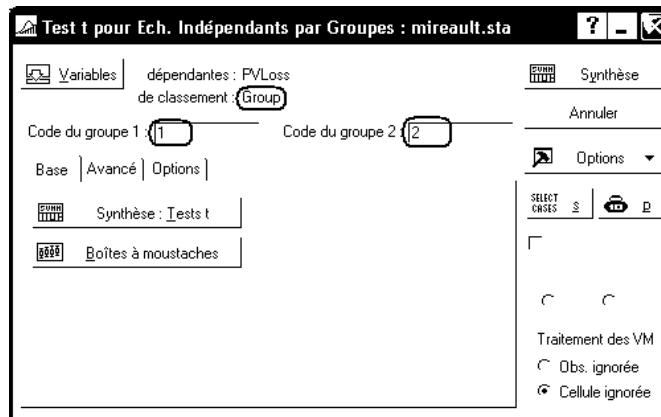 Test t pour Ech. Indépendants par Groupes : mireault.sta
? _ X
Variables
dépendantes : PVLoss
de classement : Group
Code du groupe 1 : 1
Code du groupe 2 : 2
Base
Avancé
Options
Synthèse : Tests t
Boîtes à moustaches
SUMM
Synthèse
Annuler
Options
SELECT
CASES
S
D
Traitement des VM
Obs. ignorée
Cellule ignorée